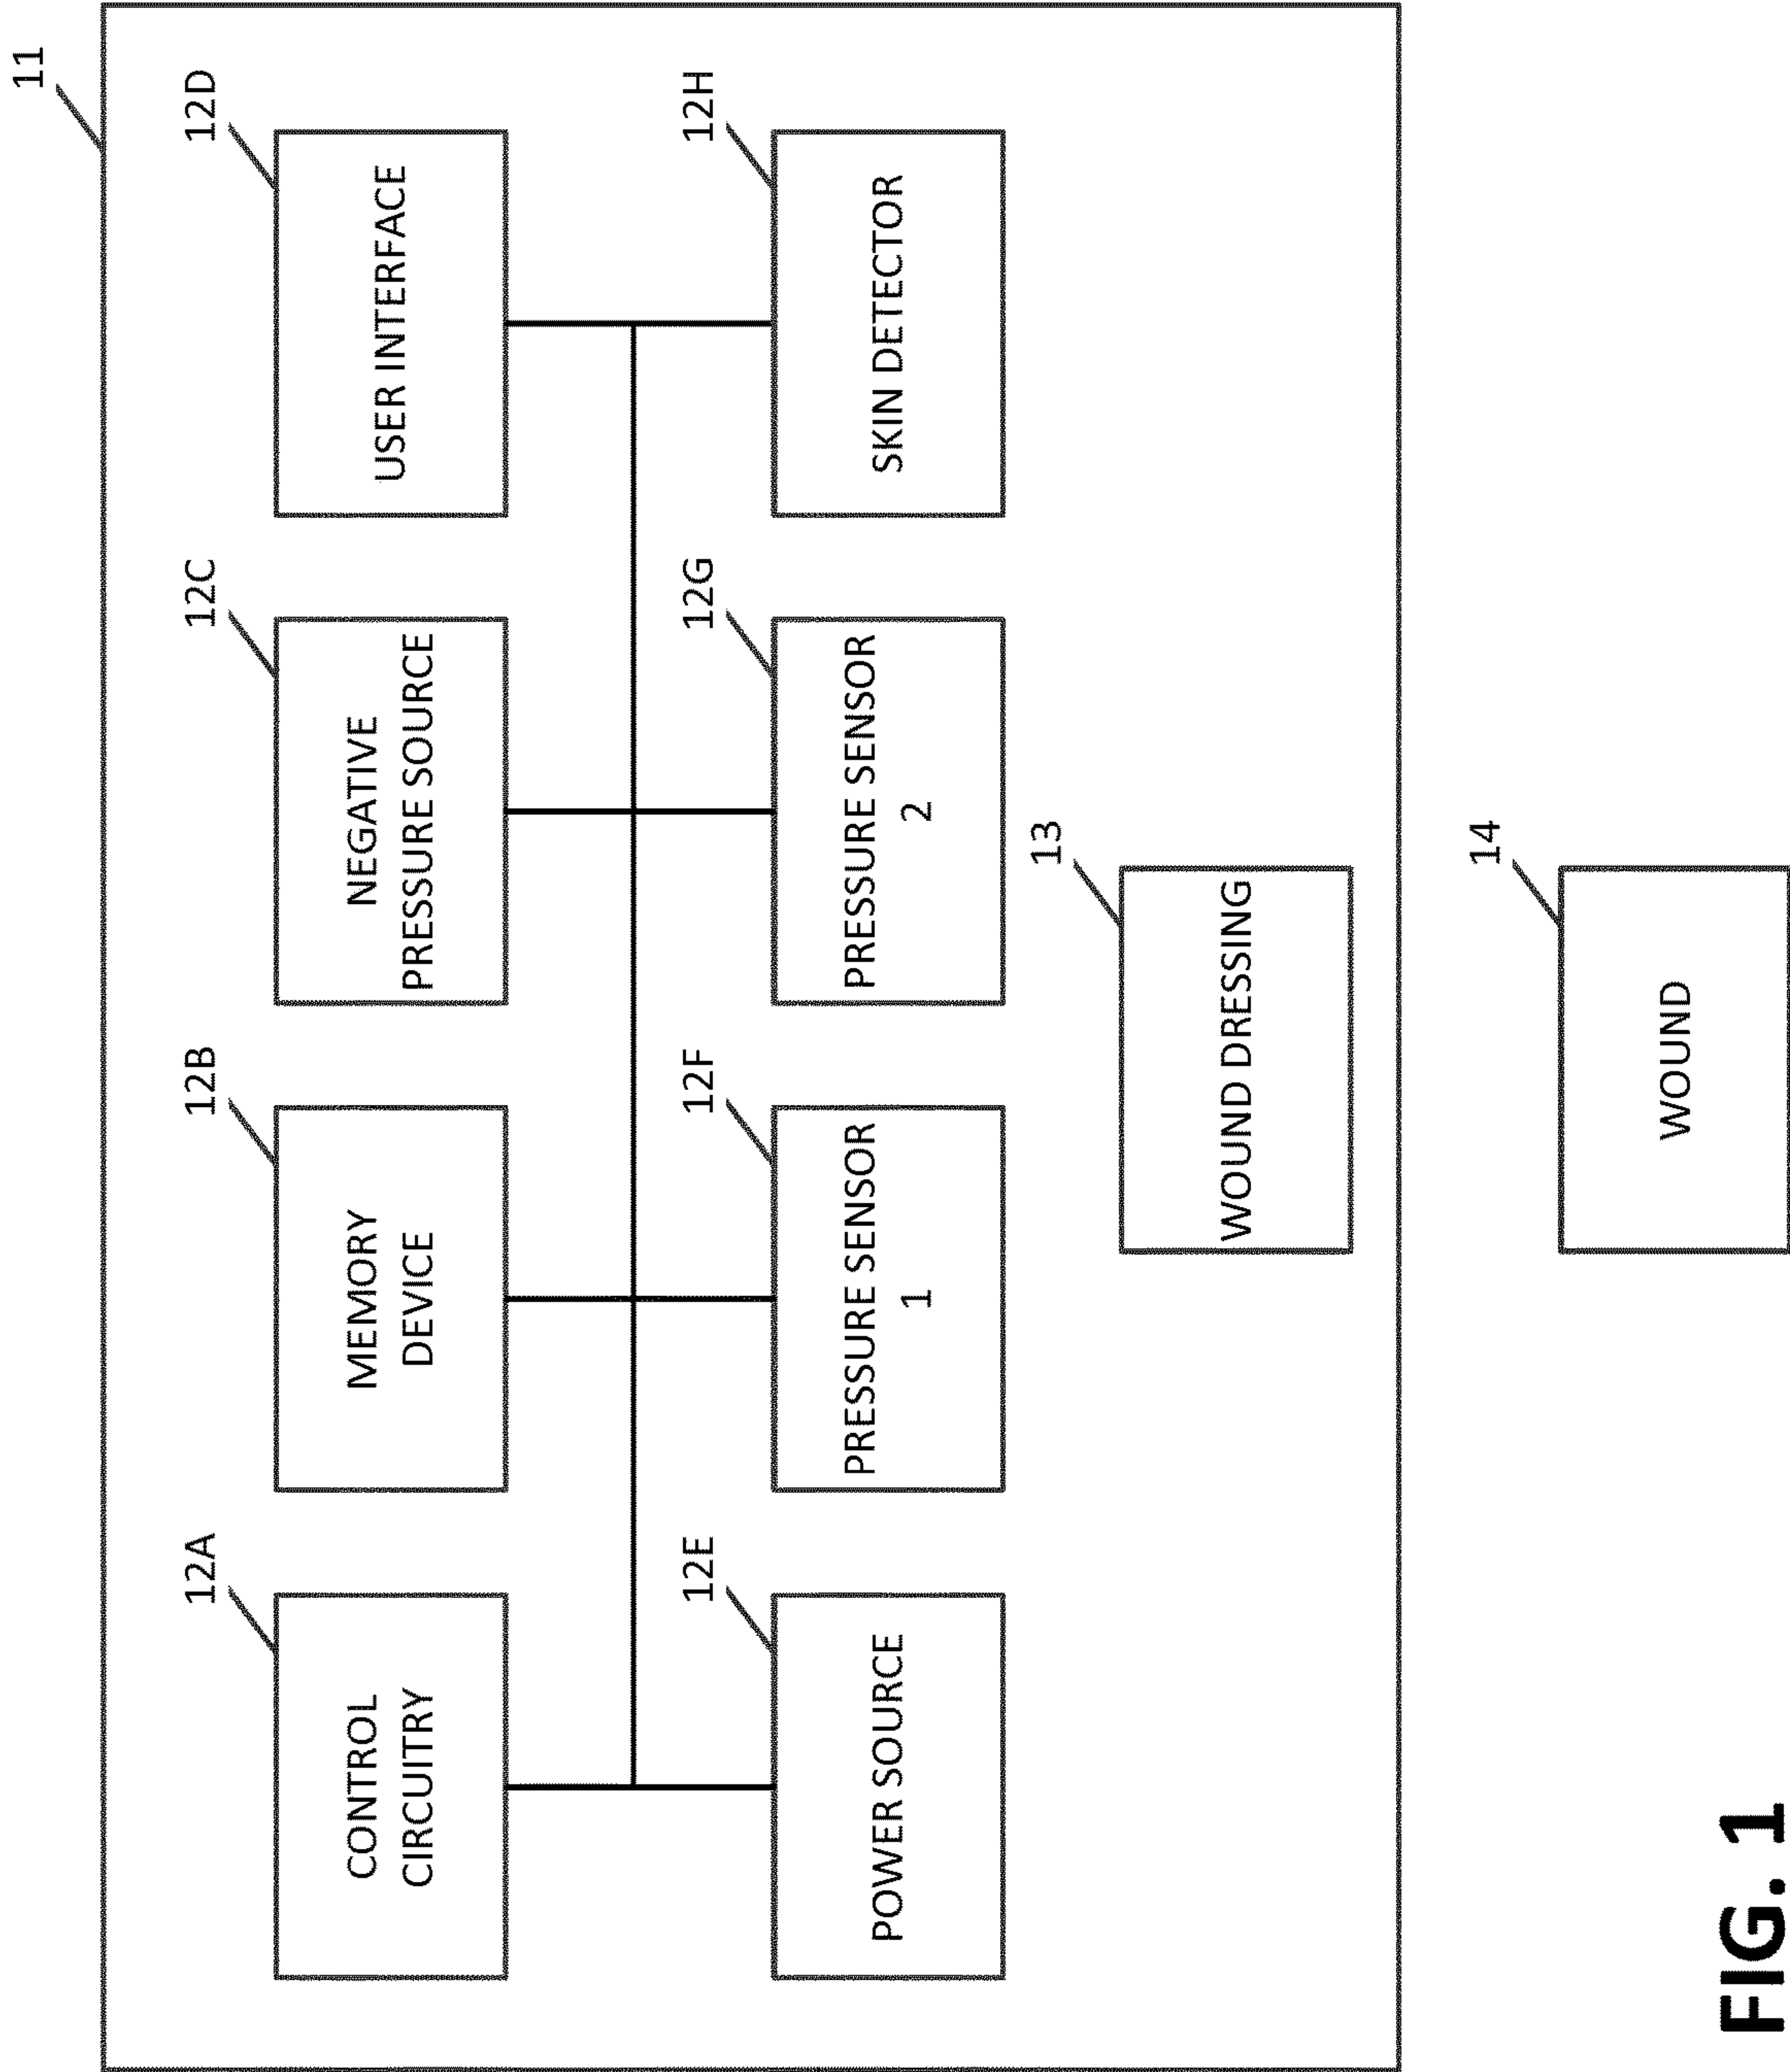 11
12A
12B
12C
12D
CONTROL
CIRCUITRY
MEMORY
DEVICE
NEGATIVE
PRESSURE SOURCE
USER INTERFACE
12E
12F
12G
12H
POWER SOURCE
PRESSURE SENSOR
1
PRESSURE SENSOR
2
SKIN DETECTOR
13
WOUND DRESSING
14
WOUND
FIG. 1